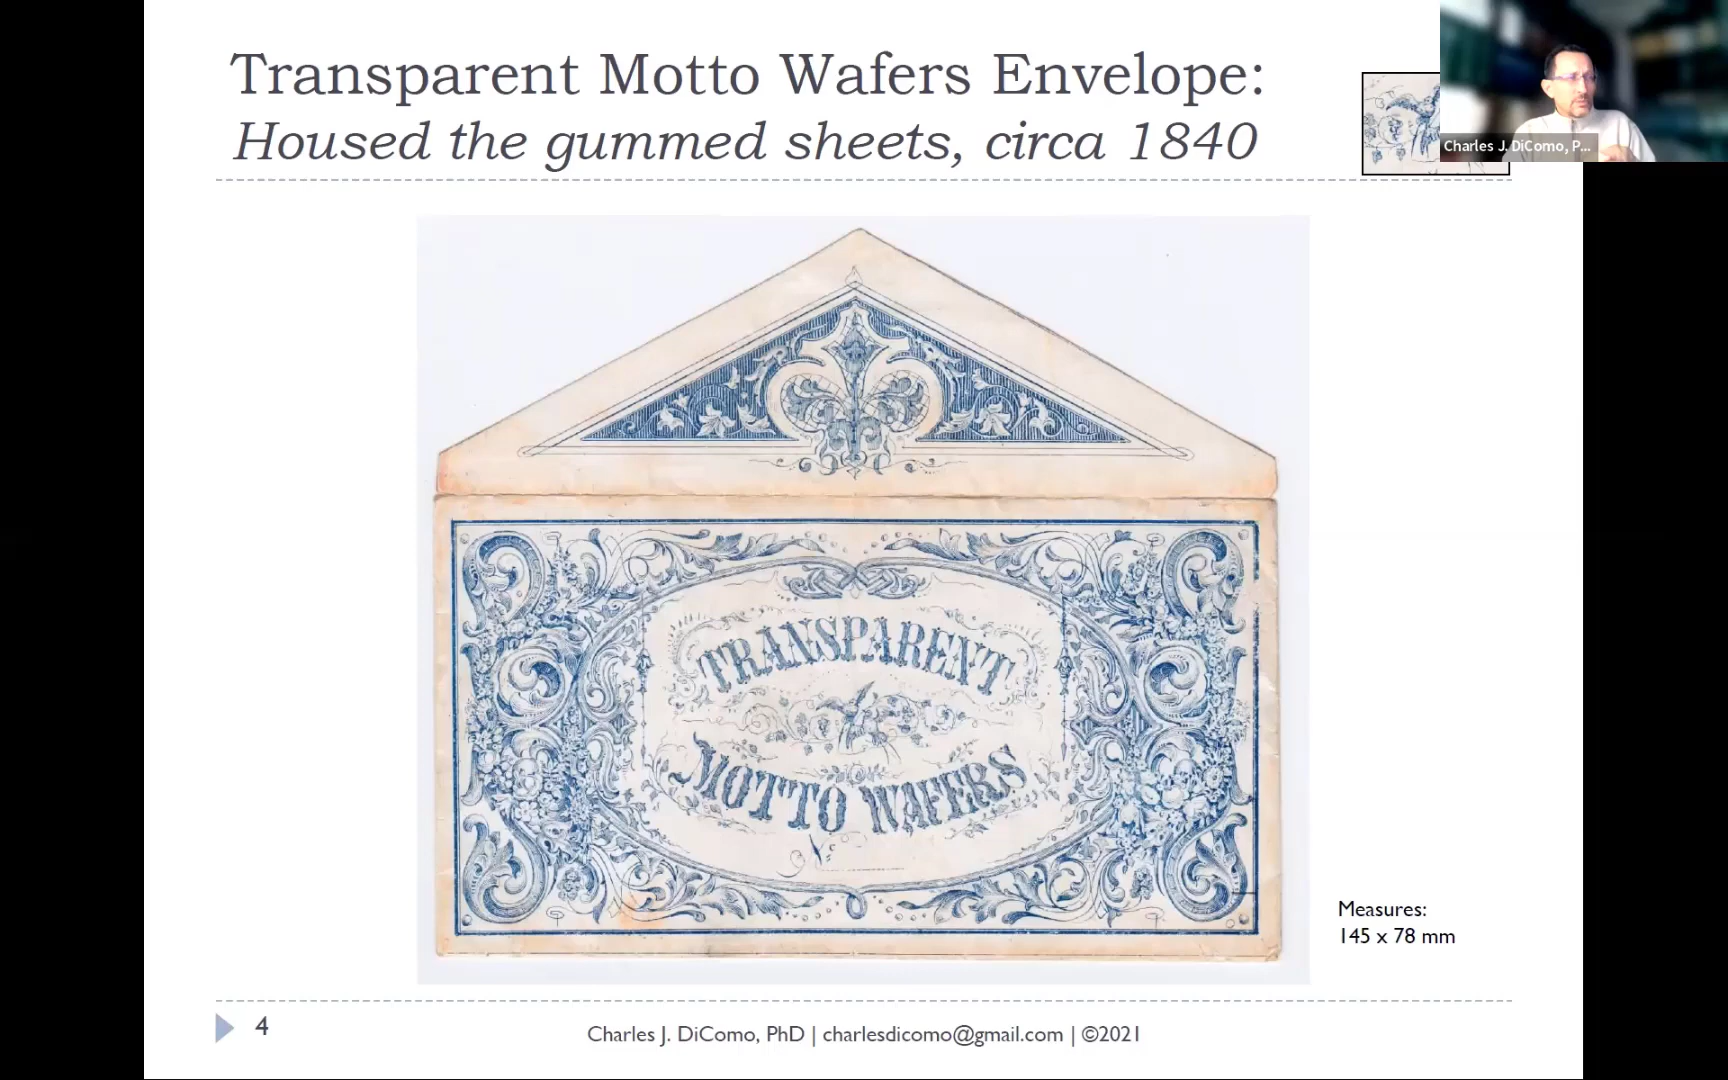 Transparent Motto Wafers Envelope:
Housed the gummed sheets, circa 1840
Charles J. DiComo, P...
TRANSPARENT
MOTTO WAFERS
Measures:
145 x 78 mm
4
Charles J. DiComo, PhD | charlesdicomo@gmail.com | ©2021